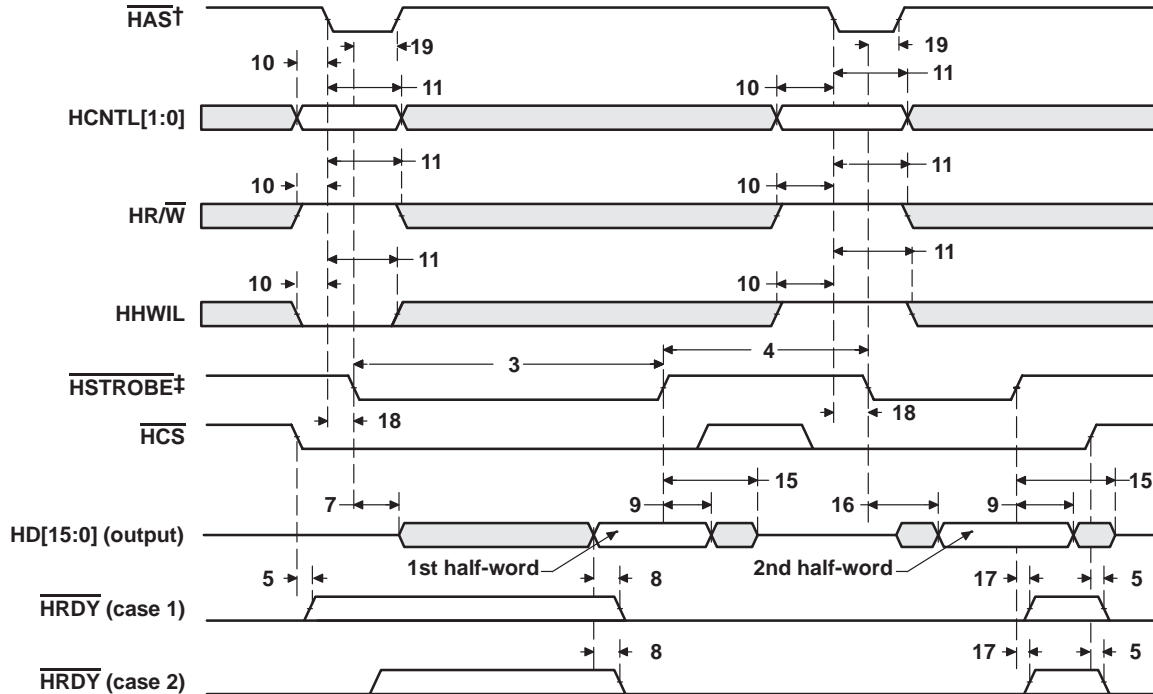 HAS†
19 19
10 11 10 11
HCNTL[1:0]
11 11
10 10
HR/W
11 11
10 10
HHWIL
3 4
HSTROBE‡
18 18
HCS
7 9 15 16 9 15
HD[15:0] (output)
1st half-word 2nd half-word
5 8 17 5
HRDY (case 1)
8 17 5
HRDY (case 2)